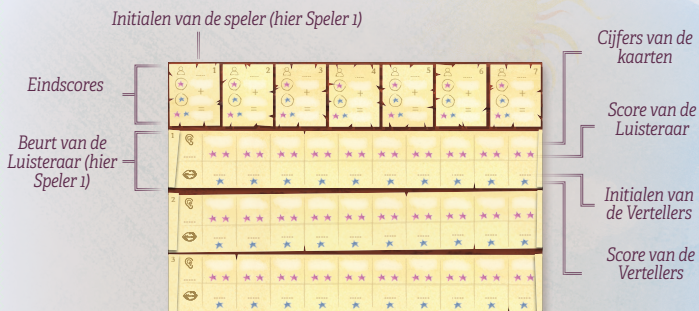 Initialen van de speler (hier Speler 1)
Eindscores
Beurt van de
Luisteraar (hier
Speler 1)
1 2 3 4 5 6 7
+ + + + + + +
= = = = = = =
1
2
3
Cijfers van de
kaarten
Score van de
Luisteraar
Initialen van
de Vertellers
Score van de
Vertellers